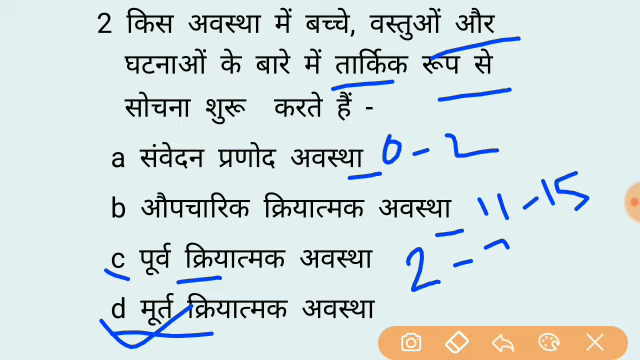 2 किस अवस्था में बच्चे, वस्तुओं और
घटनाओं के बारे में तार्किक रूप से
सोचना शुरू करते हैं -
a संवेदन प्रणोद अवस्था 0 - 2
b औपचारिक क्रियात्मक अवस्था 11 - 15
c पूर्व क्रियात्मक अवस्था 2 -
d मूर्त क्रियात्मक अवस्था